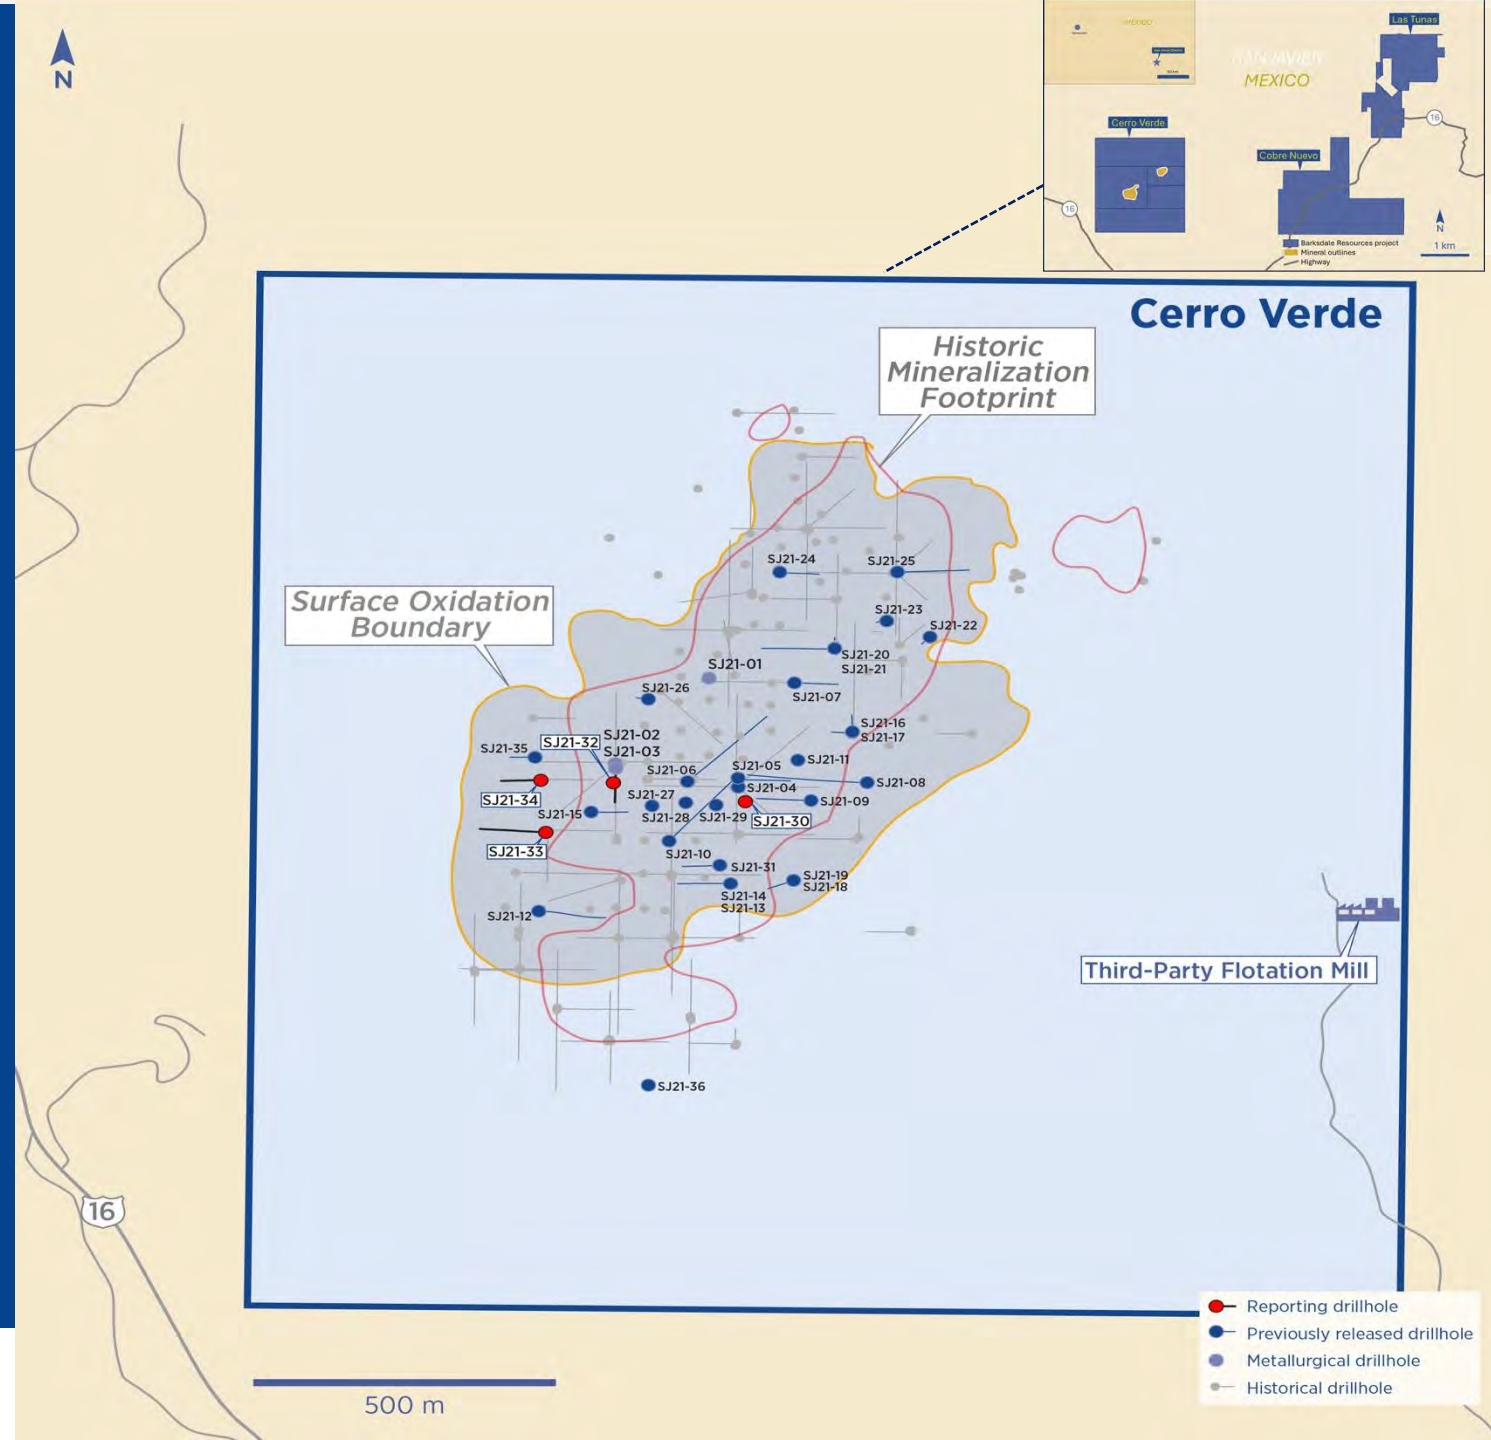 N
MEXICO
SAN JAVIER
MEXICO
Las Tunas
16
Cerro Verde
Cobre Nuevo
16
N
1 km
Barksdale Resources project
Mineral outlines
Highway
Cerro Verde
Historic
Mineralization
Footprint
Surface Oxidation
Boundary
SJ21-24
SJ21-25
SJ21-23
SJ21-22
SJ21-20
SJ21-21
SJ21-01
SJ21-26
SJ21-07
SJ21-16
SJ21-17
SJ21-02
SJ21-03
SJ21-32
SJ21-35
SJ21-11
SJ21-05
SJ21-06
SJ21-08
SJ21-04
SJ21-34
SJ21-27
SJ21-09
SJ21-15
SJ21-28
SJ21-29
SJ21-30
SJ21-33
SJ21-10
SJ21-31
SJ21-19
SJ21-18
SJ21-14
SJ21-13
SJ21-12
Third-Party Flotation Mill
SJ21-36
16
Reporting drillhole
Previously released drillhole
Metallurgical drillhole
Historical drillhole
500 m